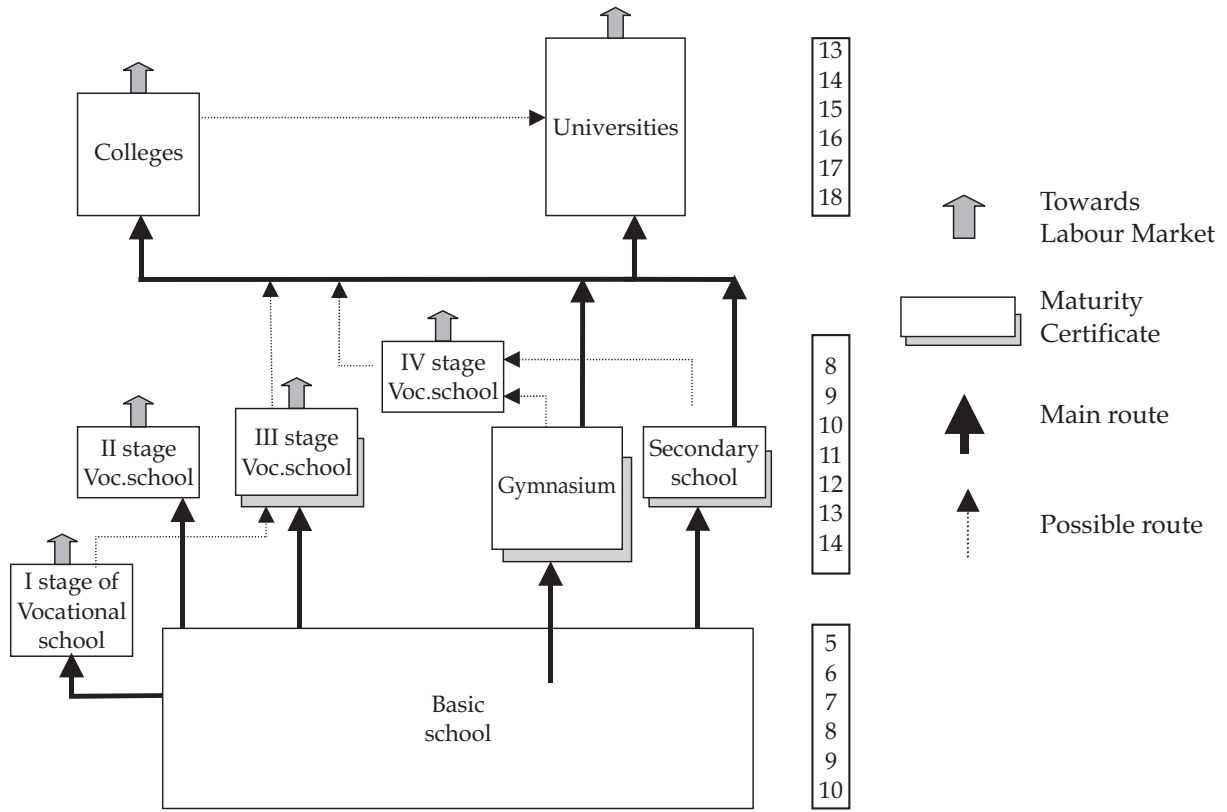 Colleges
Universities
13
14
15
16
17
18
Towards
Labour Market
Maturity
Certificate
Main route
Possible route
IV stage
Voc.school
II stage
Voc.school
III stage
Voc.school
Gymnasium
Secondary
school
8
9
10
11
12
13
14
I stage of
Vocational
school
Basic
school
5
6
7
8
9
10